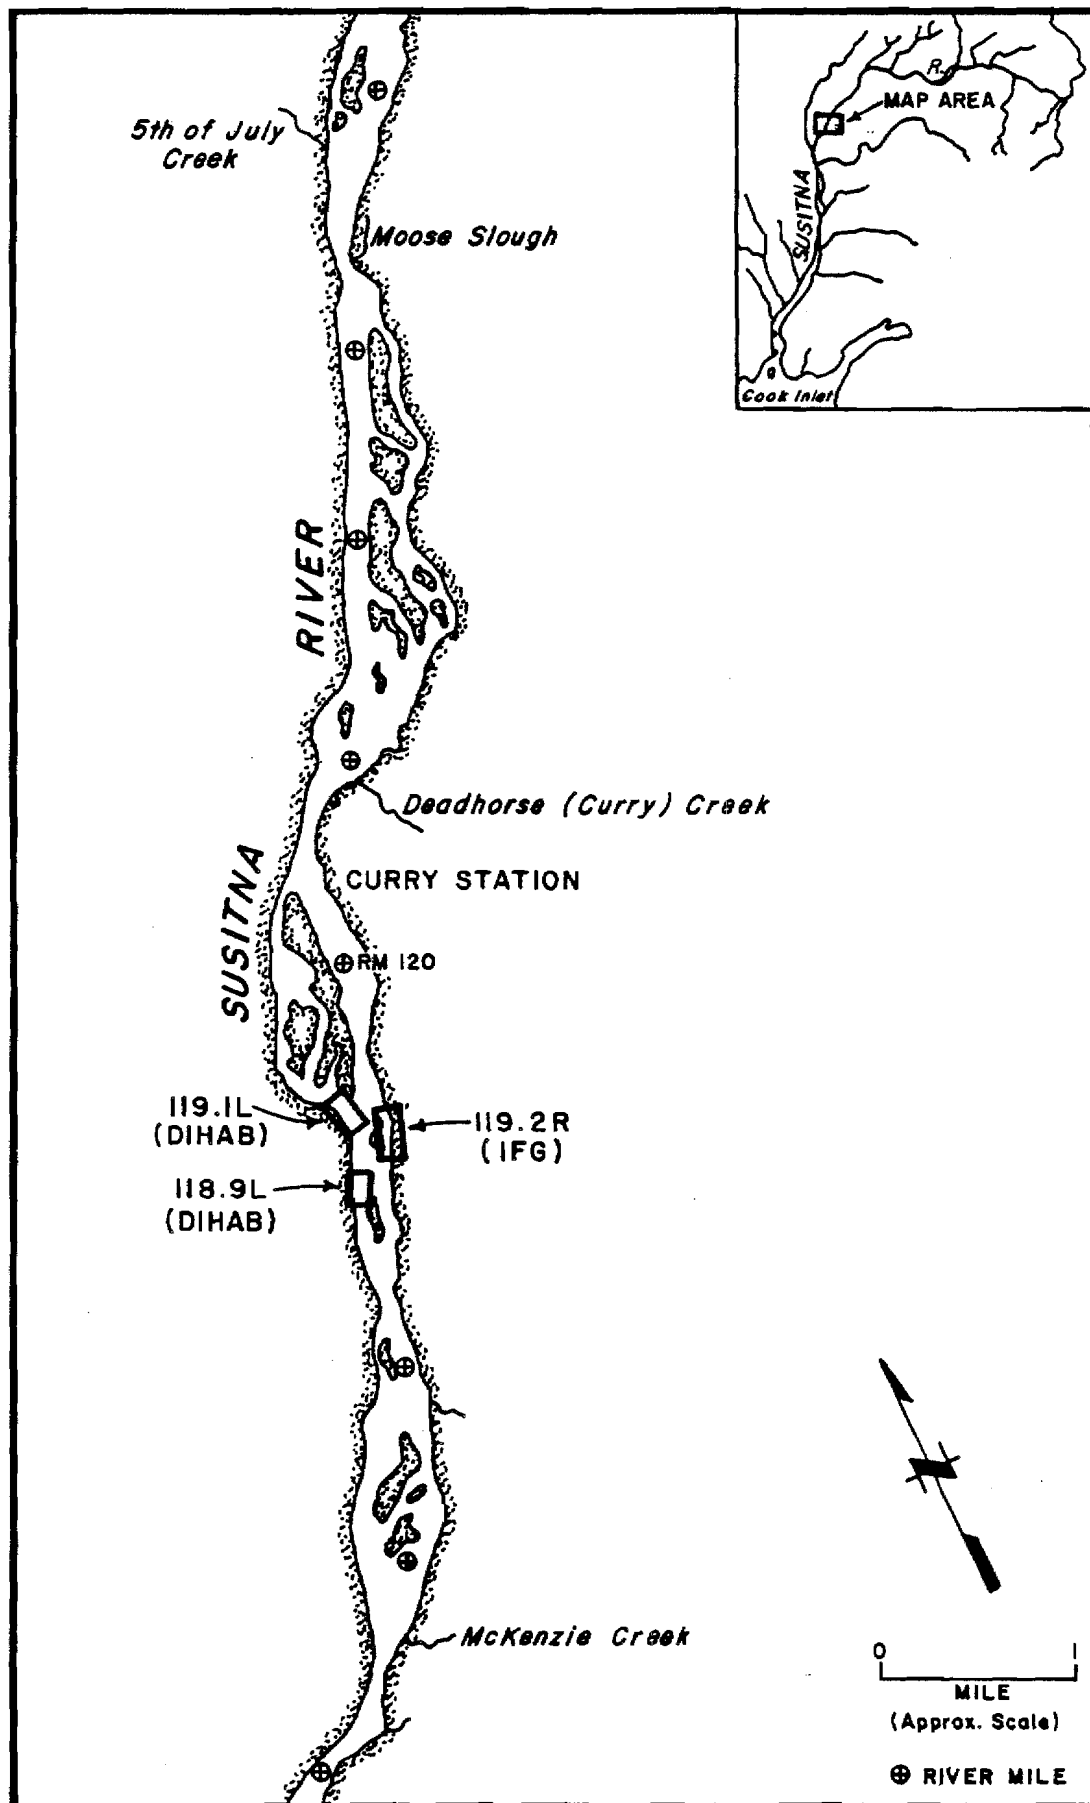 5th of July
Creek
Moose Slough
R.
MAP AREA
SUSITNA
Cook Inlet
RIVER
Deadhorse (Curry) Creek
CURRY STATION
SUSITNA
RM 120
119.1L
(DIHAB)
119.2R
(IFG)
118.9L
(DIHAB)
McKenzie Creek
N
0 1
MILE
(Approx. Scale)
RIVER MILE